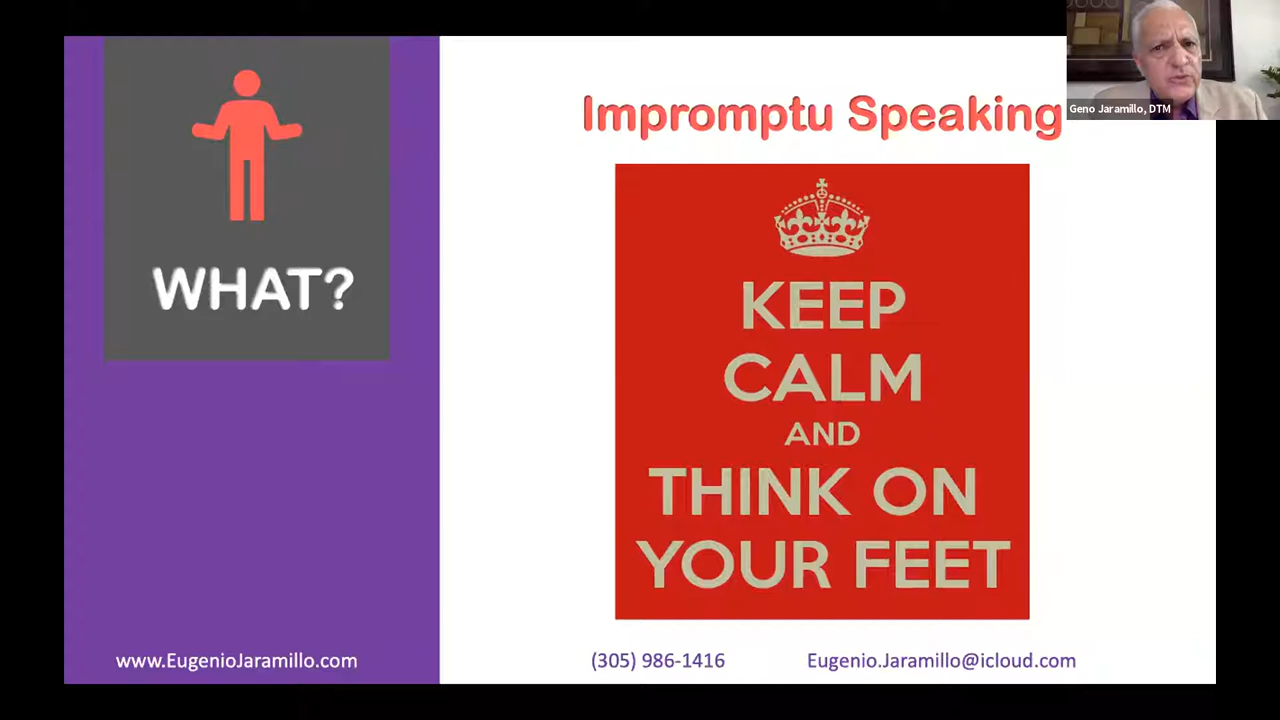 Impromptu Speaking
Geno Jaramillo, DTM
WHAT?
KEEP
CALM
AND
THINK ON
YOUR FEET
www.EugenioJaramillo.com
(305) 986-1416
Eugenio.Jaramillo@icloud.com